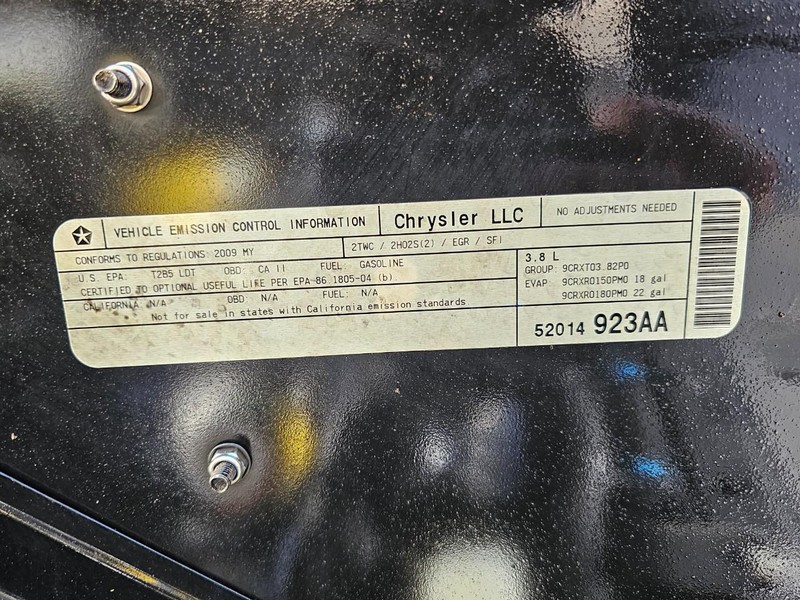 VEHICLE EMISSION CONTROL INFORMATION
Chrysler LLC
NO ADJUSTMENTS NEEDED
CONFORMS TO REGULATIONS: 2009 MY
2TWC / 2HO2S(2) / EGR / SFI
U.S. EPA: T2B5 LDT OBD: CA II FUEL: GASOLINE
CERTIFIED TO OPTIONAL USEFUL LIFE PER EPA 86.1805-04 (b)
CALIFORNIA: N/A OBD: N/A FUEL: N/A
Not for sale in states with California emission standards
3.8 L
GROUP: 9CRXT03.82P0
EVAP: 9CRXR0150PM0 18 gal
9CRXR0180PM0 22 gal
52014 923AA